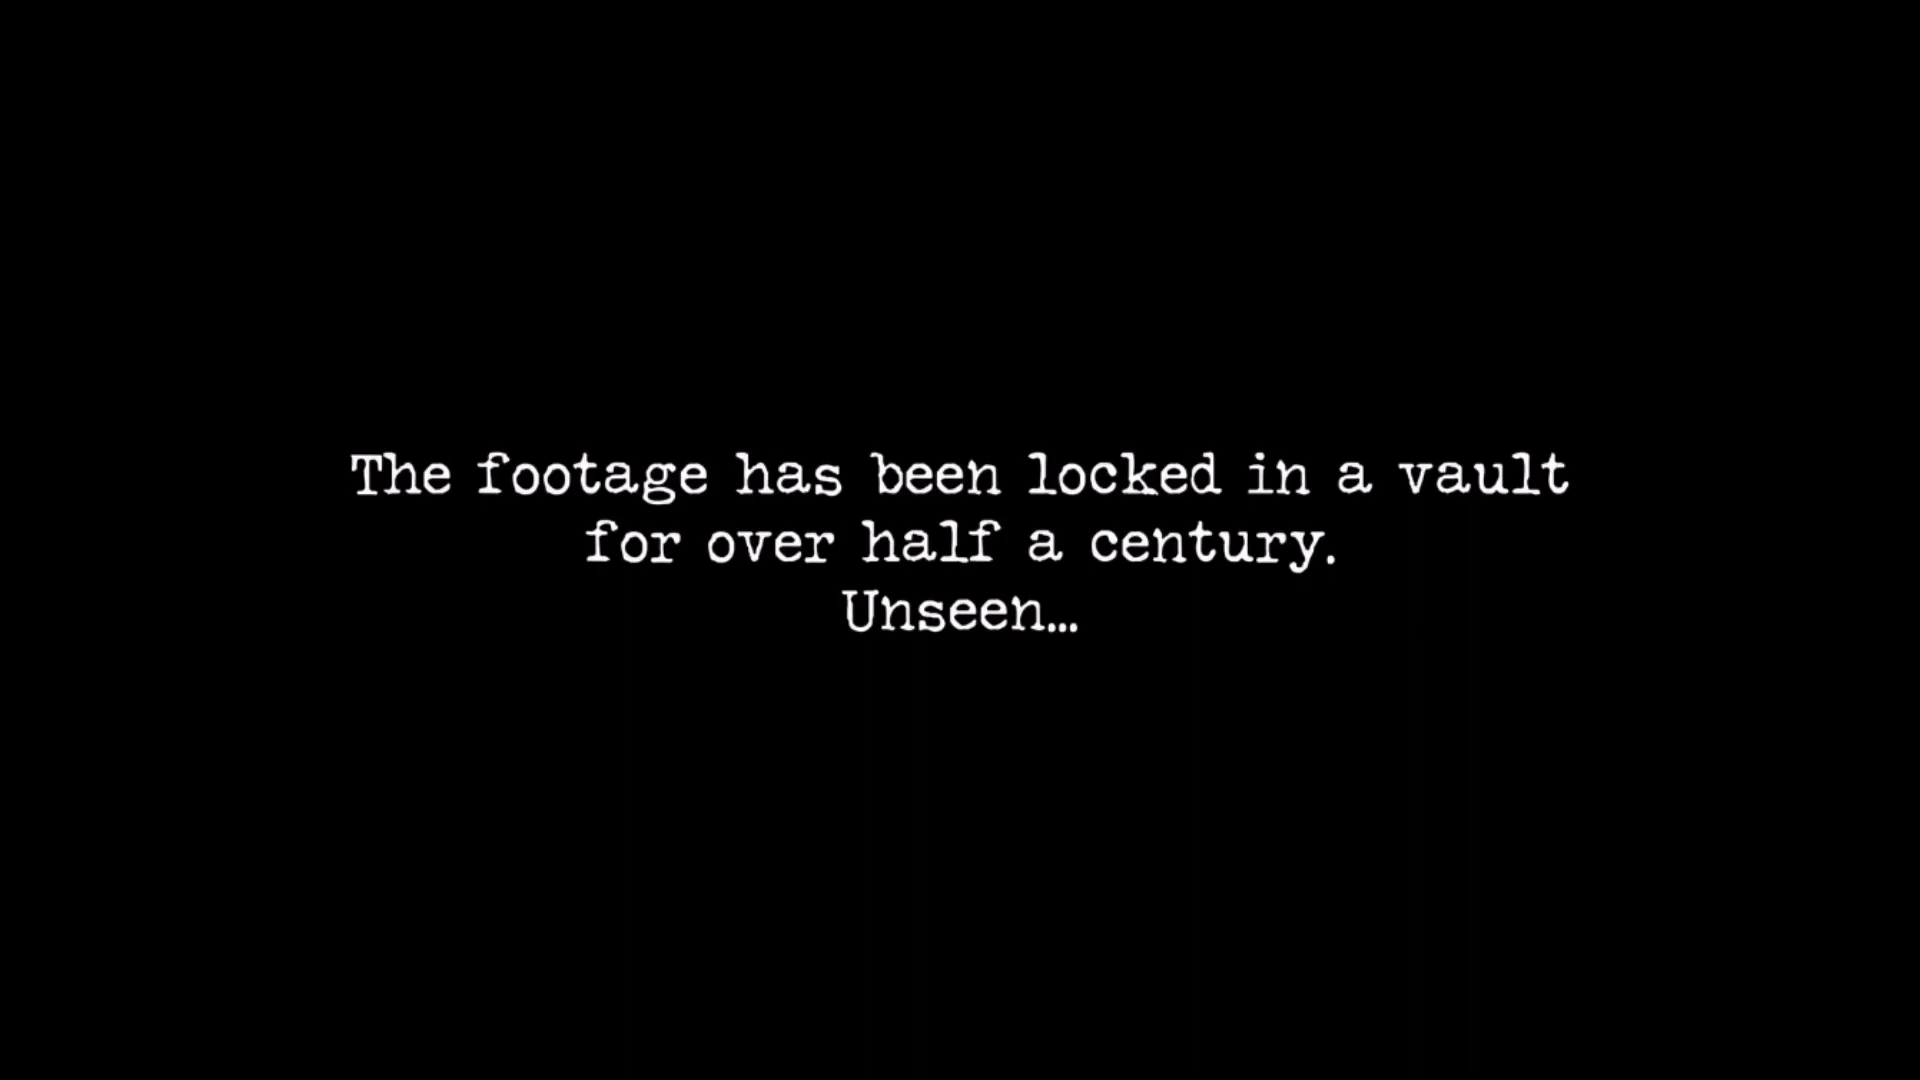 The footage has been locked in a vault
for over half a century.
Unseen...